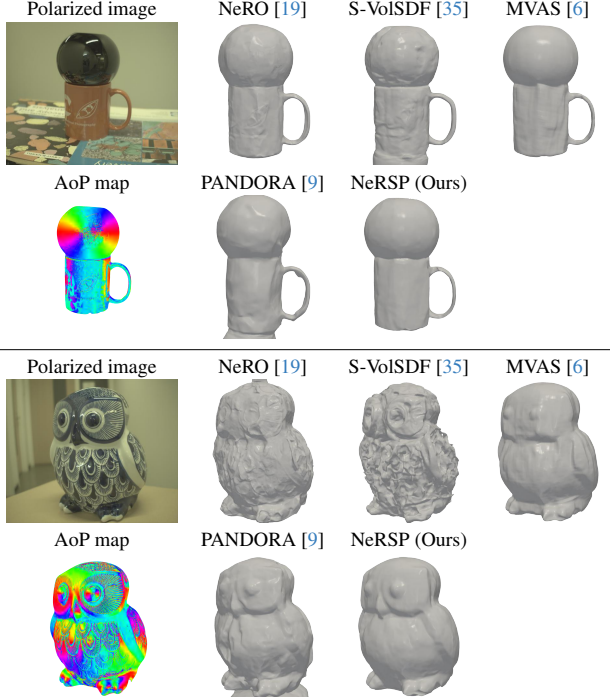 Polarized image NeRO [19] S-VolSDF [35] MVAS [6]
AoP map PANDORA [9] NeRSP (Ours)
Polarized image NeRO [19] S-VolSDF [35] MVAS [6]
AoP map PANDORA [9] NeRSP (Ours)